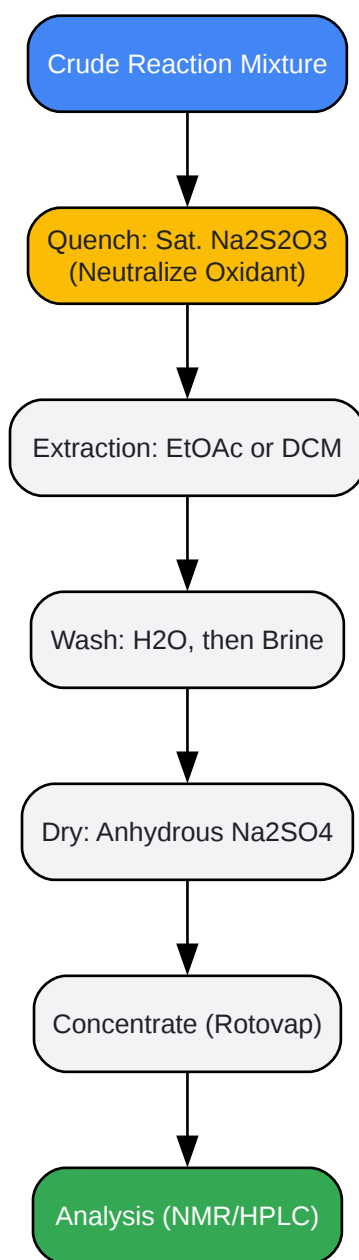 Crude Reaction Mixture
Quench: Sat. Na2S2O3
(Neutralize Oxidant)
Extraction: EtOAc or DCM
Wash: H2O, then Brine
Dry: Anhydrous Na2SO4
Concentrate (Rotovap)
Analysis (NMR/HPLC)